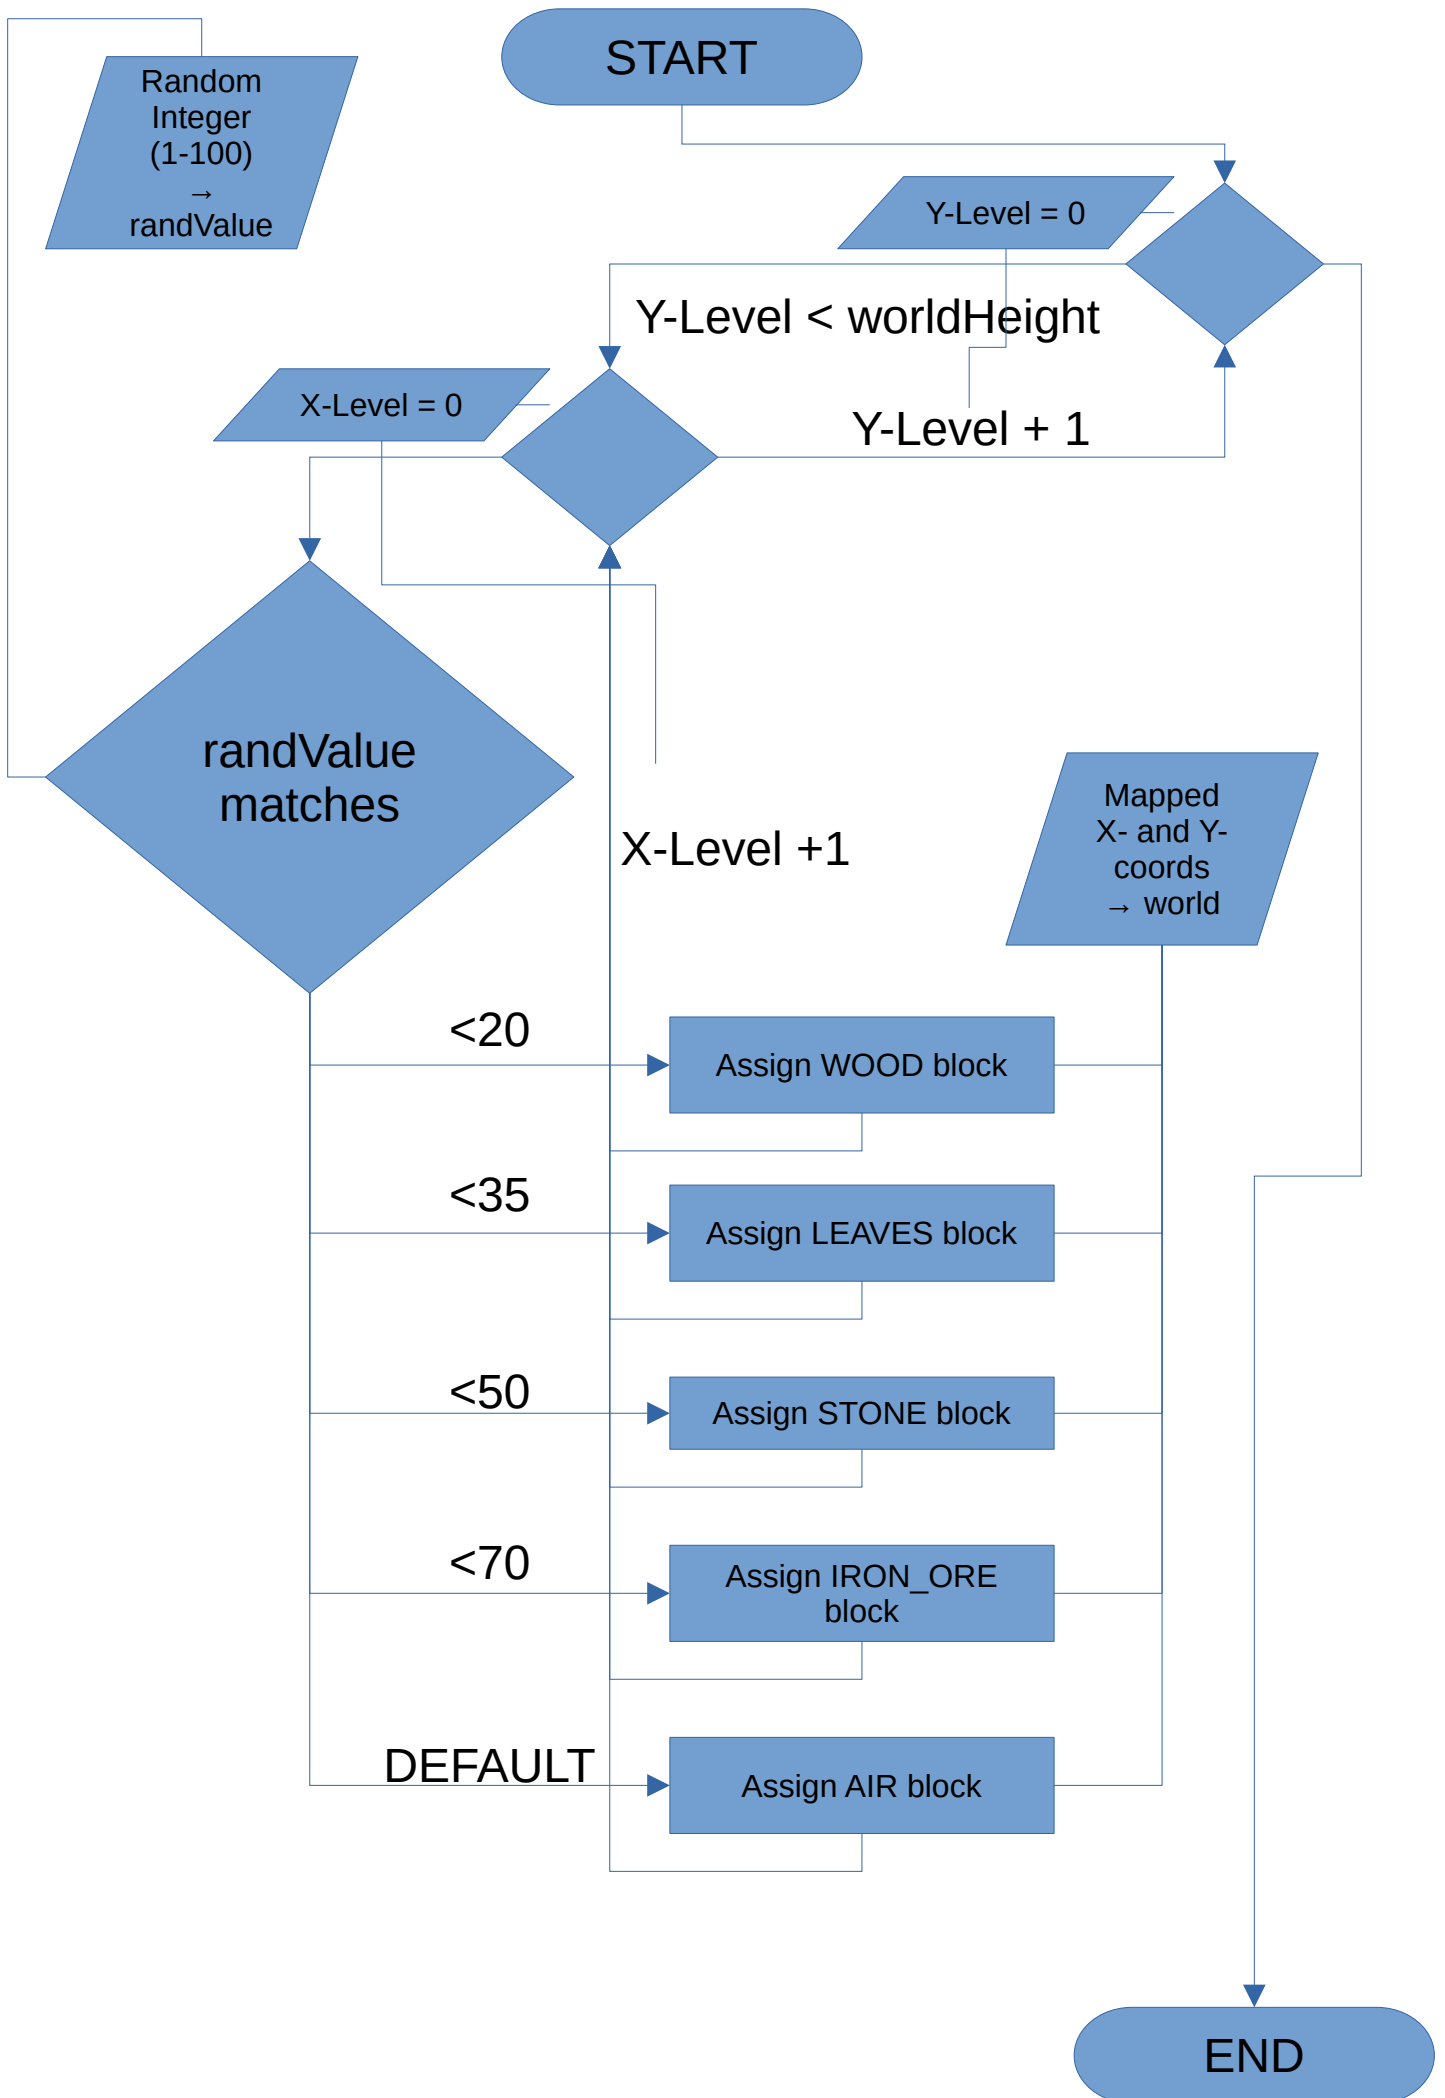 START
Random
Integer
(1-100)
→
randValue
Y-Level = 0
Y-Level < worldHeight
X-Level = 0
Y-Level + 1
randValue
matches
X-Level +1
Mapped
X- and Y-
coords
→ world
<20
Assign WOOD block
<35
Assign LEAVES block
<50
Assign STONE block
<70
Assign IRON_ORE
block
DEFAULT
Assign AIR block
END